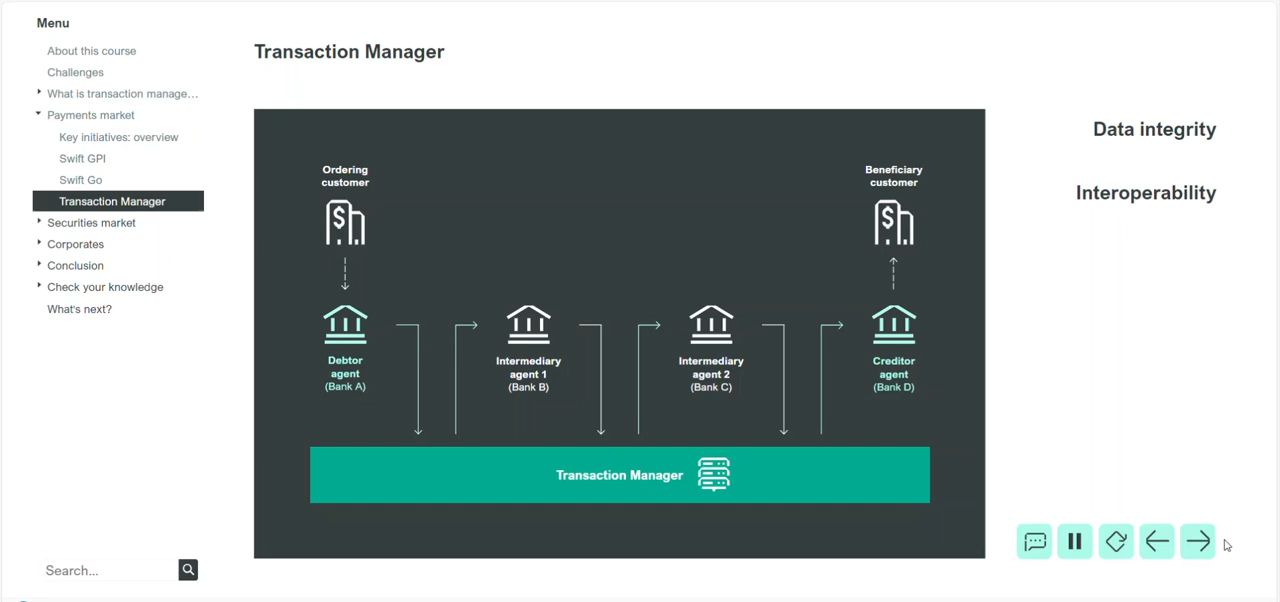 Menu
About this course
Challenges
What is transaction manage...
Payments market
Key initiatives: overview
Swift GPI
Swift Go
Transaction Manager
Securities market
Corporates
Conclusion
Check your knowledge
What's next?
Search...
Transaction Manager
Ordering
customer
Beneficiary
customer
Debtor
agent
(Bank A)
Intermediary
agent 1
(Bank B)
Intermediary
agent 2
(Bank C)
Creditor
agent
(Bank D)
Transaction Manager
Data integrity
Interoperability